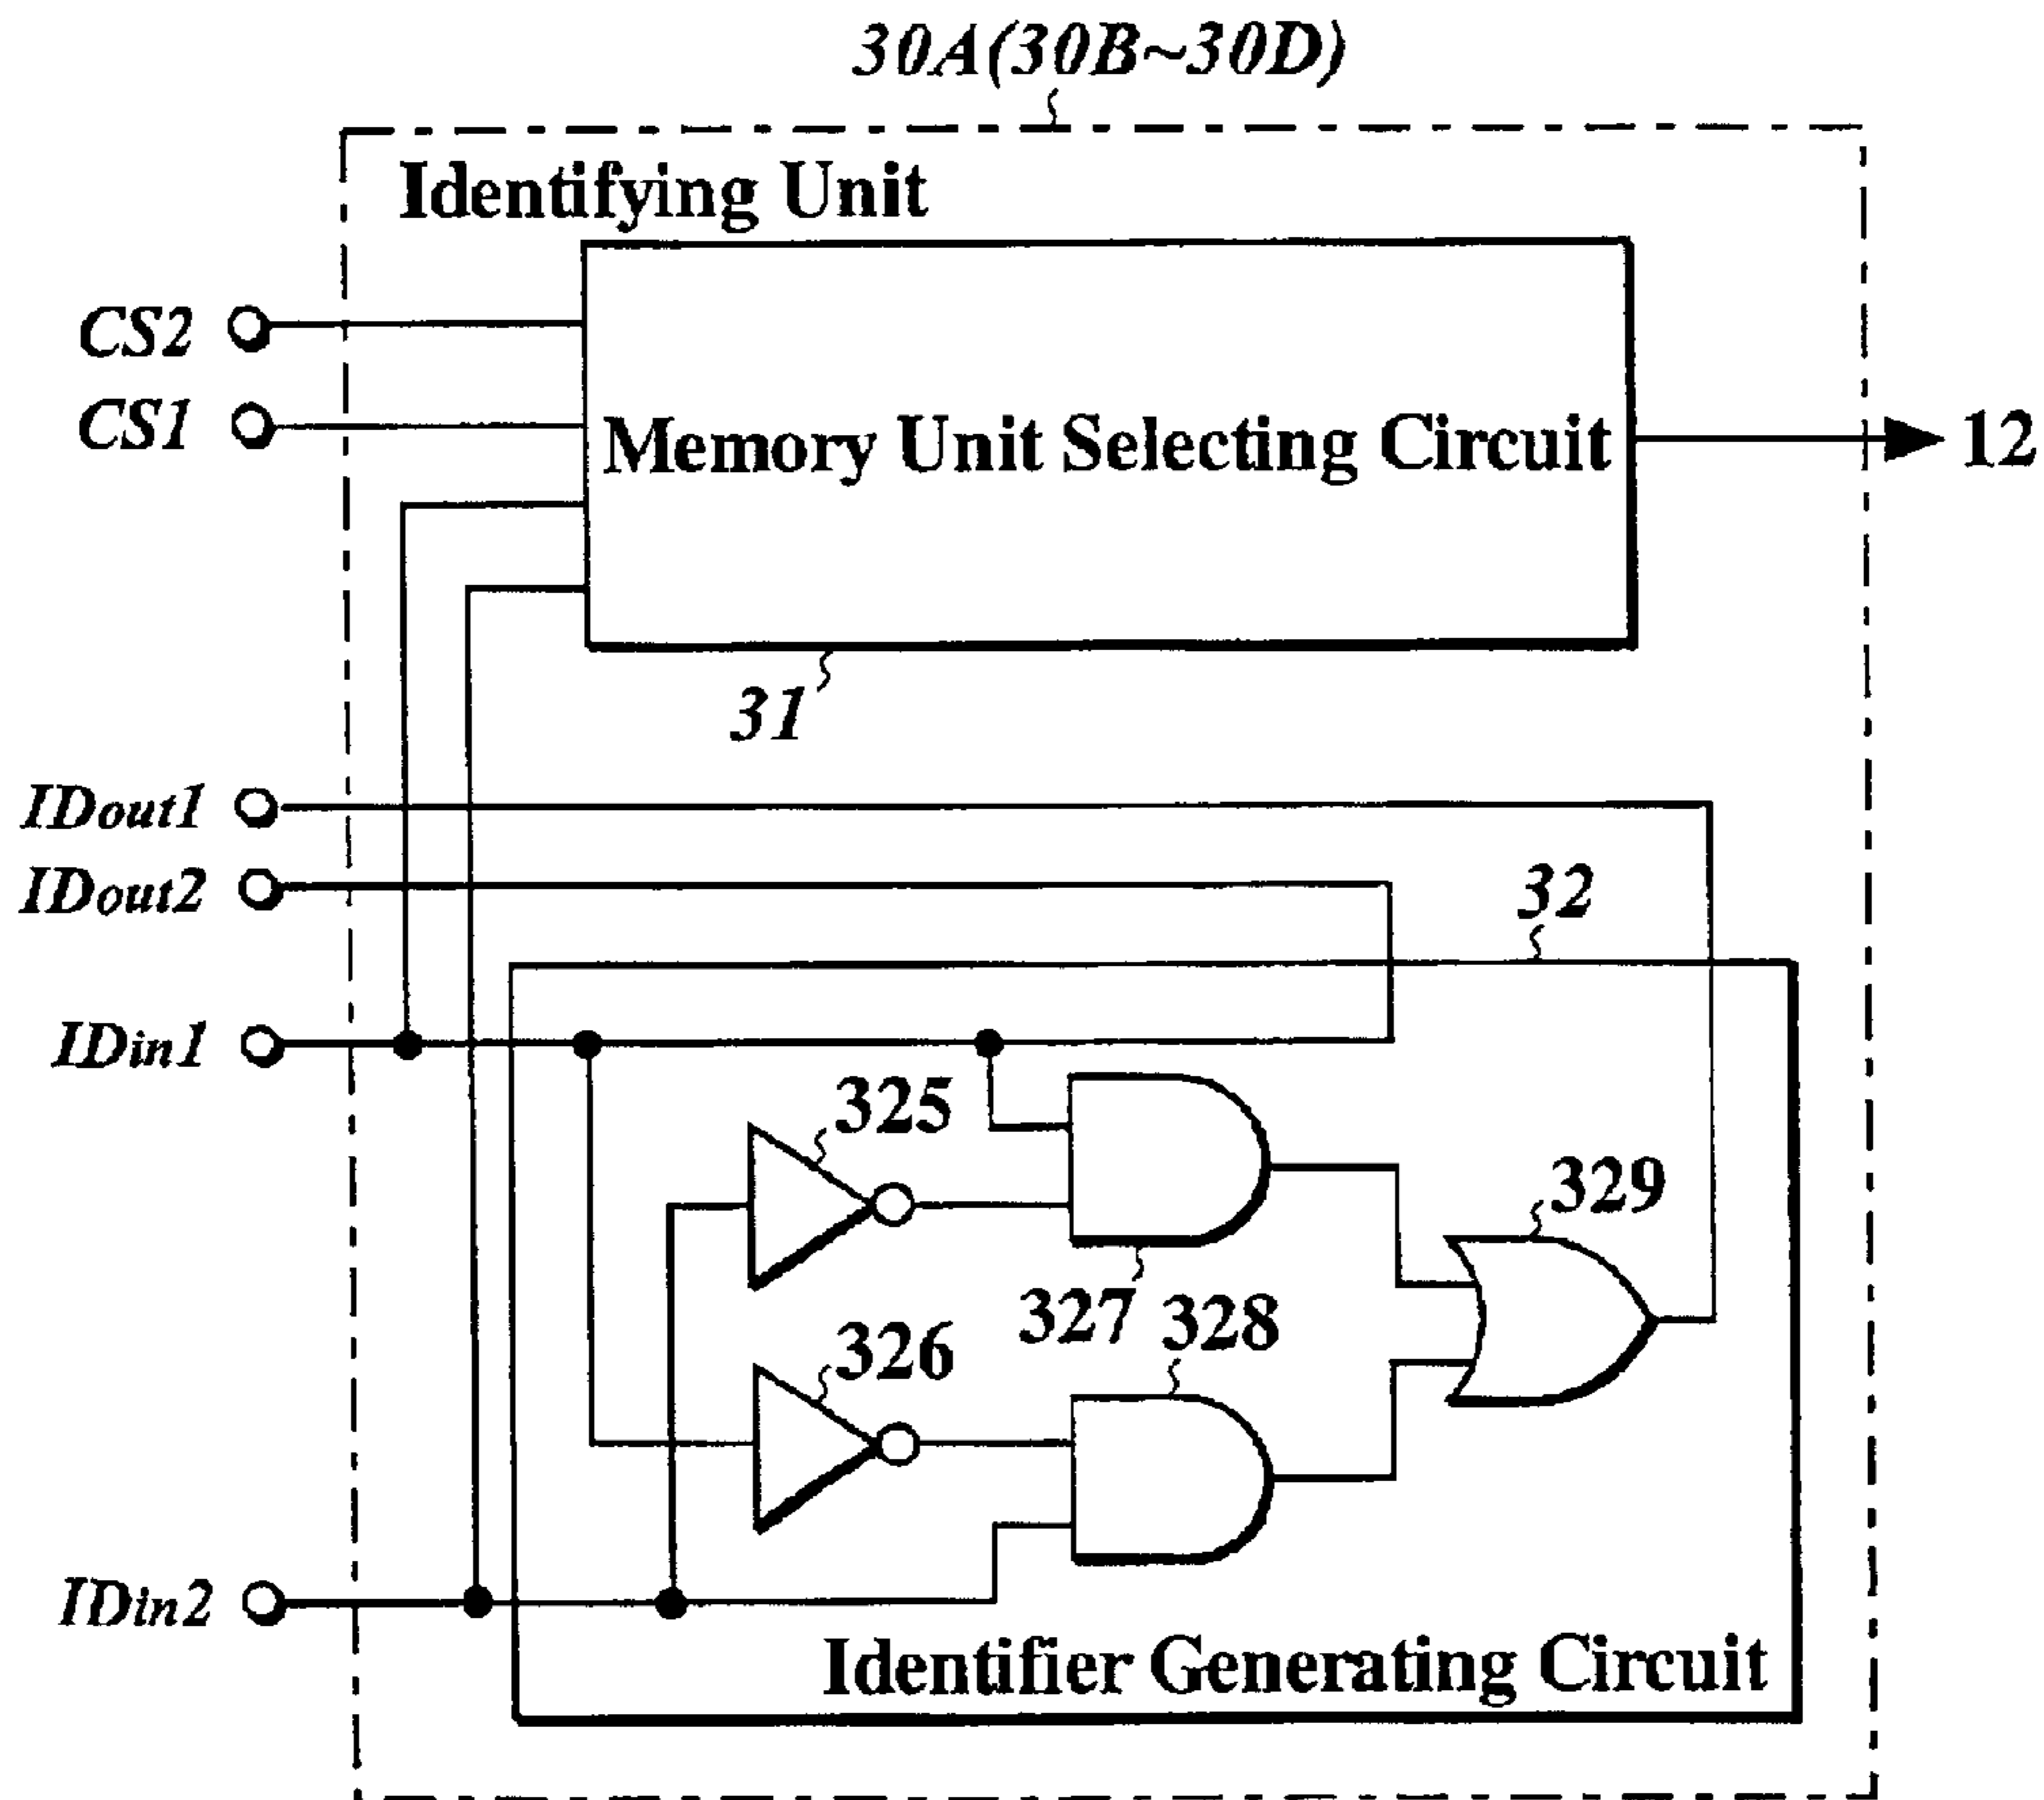 30A(30B~30D)
Identifying Unit
CS2
CS1
Memory Unit Selecting Circuit
12
31
IDout1
IDout2
32
IDin1
325
329
327
328
326
IDin2
Identifier Generating Circuit